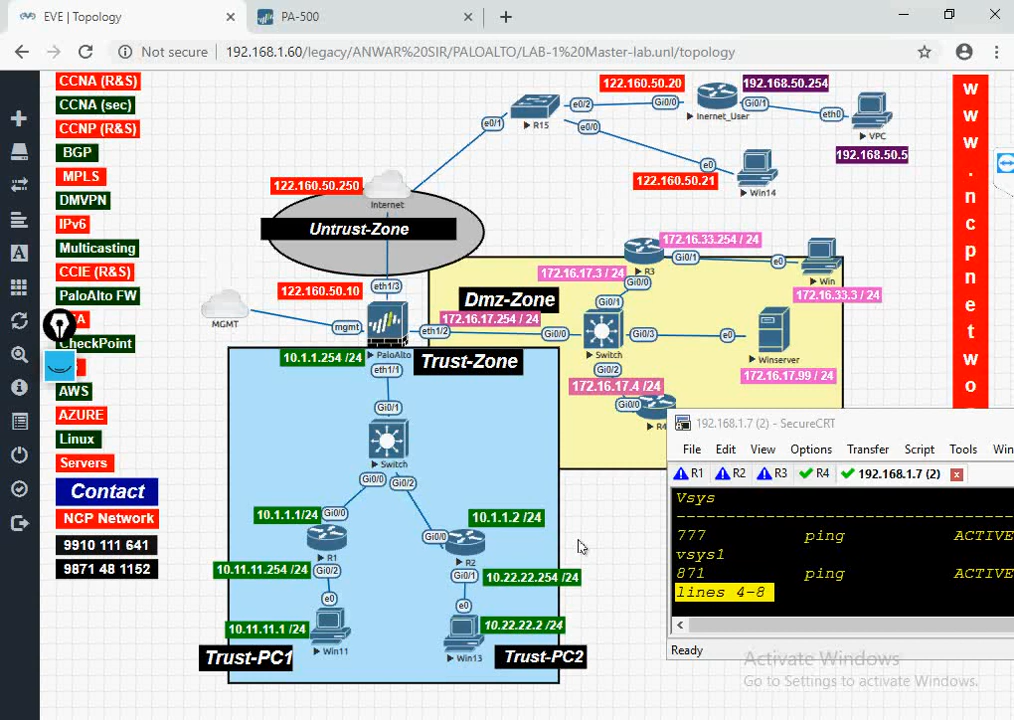 EVE | Topology
PA-500
Not secure
192.168.1.60/legacy/ANWAR%20SIR/PALOALTO/LAB-1%20Master-lab.unl/topology
CCNA (R&S)
CCNA (sec)
CCNP (R&S)
BGP
MPLS
DMVPN
IPv6
Multicasting
CCIE (R&S)
PaloAlto FW
CheckPoint
AWS
AZURE
Linux
Servers
Contact
NCP Network
9910 111 641
9871 48 1152
122.160.50.20
192.168.50.254
e0/2
Gi0/0
Gi0/1
eth0
R15
Inernet_User
VPC
e0/1
e0/0
192.168.50.5
e0
122.160.50.21
Win14
122.160.50.250
Internet
Untrust-Zone
eth1/3
122.160.50.10
MGMT
mgmt
PaloAlto
eth1/2
172.16.17.254 / 24
Dmz-Zone
172.16.33.254 / 24
R3
Gi0/1
e0
Win
172.16.17.3 / 24
Gi0/0
172.16.33.3 / 24
Gi0/1
Gi0/0
Gi0/3
e0
Switch
Winserver
Gi0/2
172.16.17.99 / 24
172.16.17.4 / 24
Gi0/0
R4
10.1.1.254 /24
Trust-Zone
eth1/1
Gi0/1
Switch
Gi0/0
Gi0/2
10.1.1.1/24
Gi0/0
10.1.1.2 /24
Gi0/0
R1
R2
10.11.11.254 /24
Gi0/2
Gi0/1
10.22.22.254 /24
e0
e0
10.11.11.1 /24
10.22.22.2 /24
Trust-PC1
Win11
Win13
Trust-PC2
w
w
w
.
n
c
p
n
e
t
w
o
192.168.1.7 (2) - SecureCRT
File Edit View Options Transfer Script Tools
R1 R2 R3 R4 192.168.1.7 (2)
Vsys
--------------------------------
777 ping ACTIVE
vsys1
871 ping ACTIVE
lines 4-8
Ready
Activate Windows
Go to Settings to activate Windows.